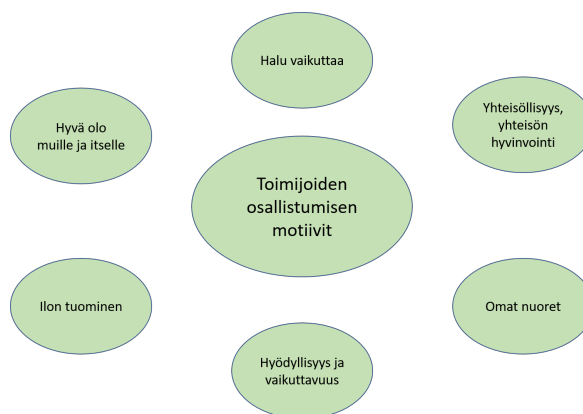 Halu vaikuttaa
Hyvä olo
muille ja itselle
Yhteisöllisyys,
yhteisön
hyvinvointi
Toimijoiden
osallistumisen
motiivit
Ilon tuominen
Omat nuoret
Hyödyllisyys ja
vaikuttavuus